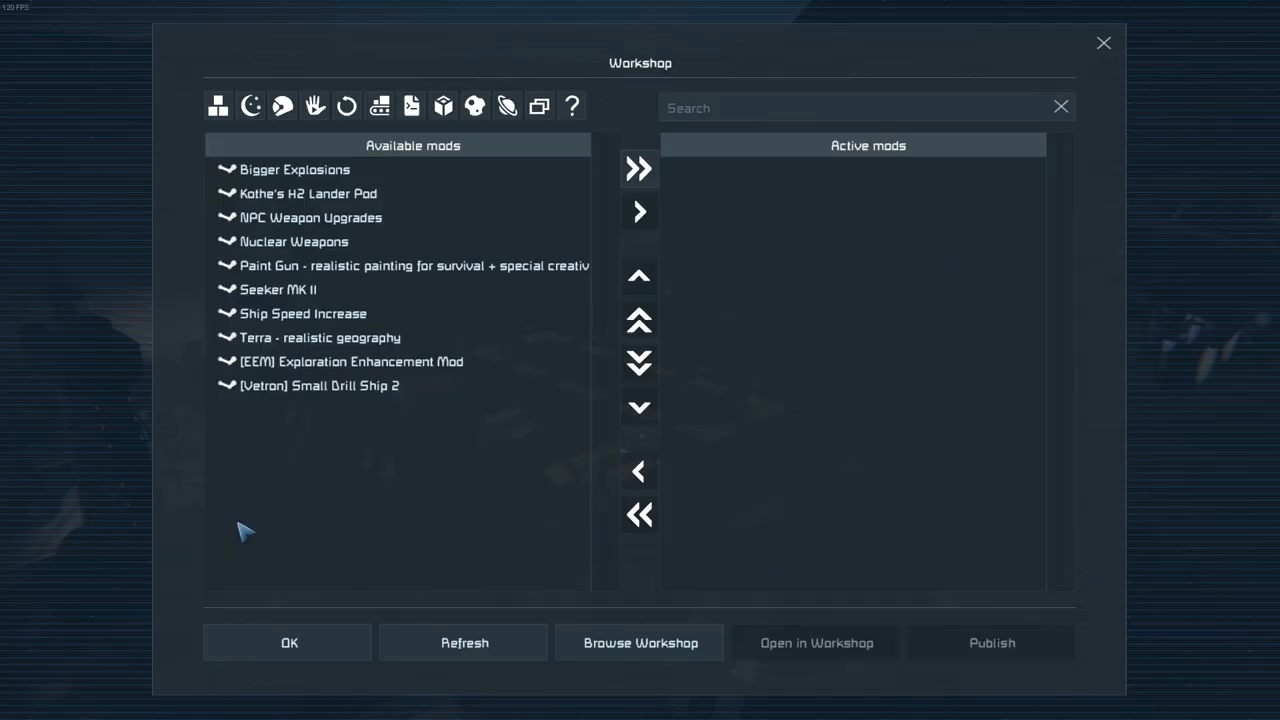 120 FPS
Workshop
?
Search
Available mods
Active mods
Bigger Explosions
Kothe's H2 Lander Pod
NPC Weapon Upgrades
Nuclear Weapons
Paint Gun - realistic painting for survival + special creativ
Seeker MK II
Ship Speed Increase
Terra - realistic geography
[EEM] Exploration Enhancement Mod
[Vetron] Small Drill Ship 2
OK
Refresh
Browse Workshop
Open in Workshop
Publish